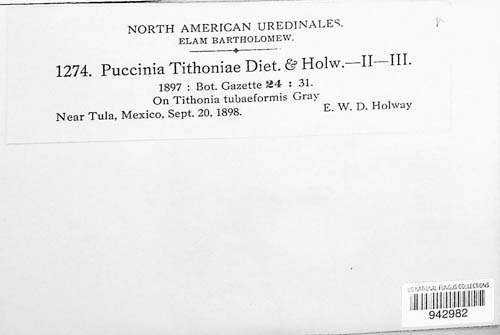 NORTH AMERICAN UREDINALES.
ELAM BARTHOLOMEW.
1274. Puccinia Tithoniae Diet. & Holw.—II—III.
1897 : Bot. Gazette 24 : 31.
On Tithonia tubaeformis Gray
Near Tula, Mexico, Sept. 20, 1898. E. W. D. Holway
US NATIONAL FUNGUS COLLECTIONS
942982